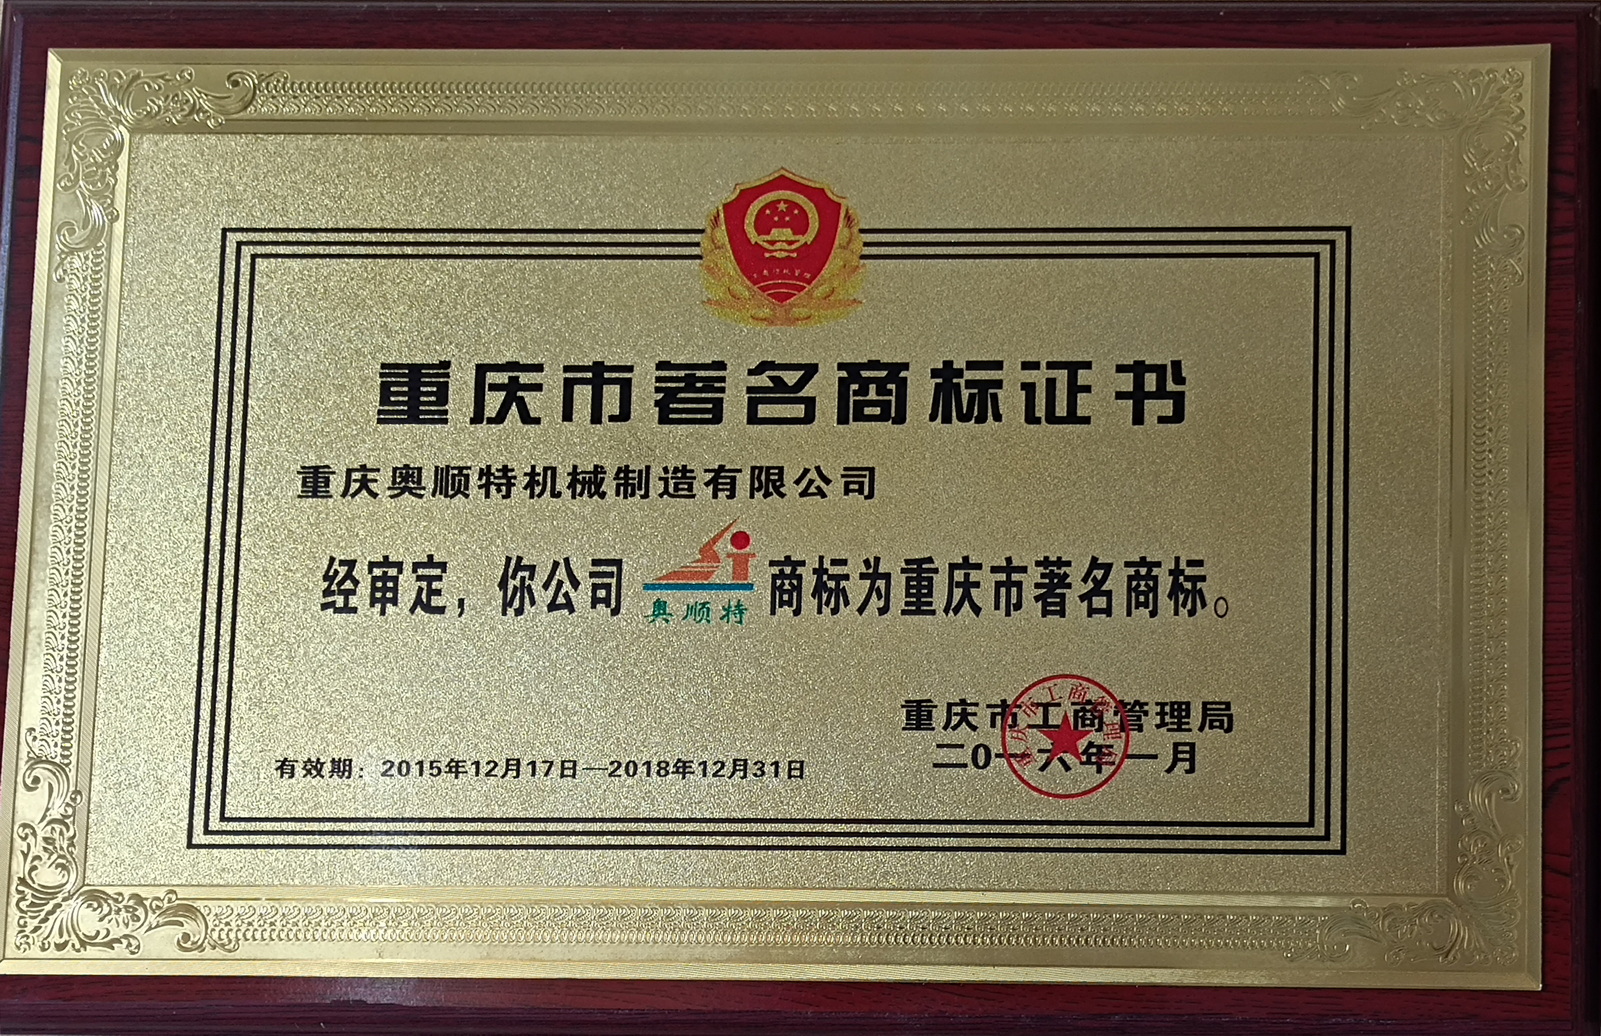 重庆市著名商标证书
重庆奥顺特机械制造有限公司
经审定，你公司 奥顺特 商标为重庆市著名商标。
重庆市工商管理局
二0一六年一月
有效期：2015年12月17日—2018年12月31日